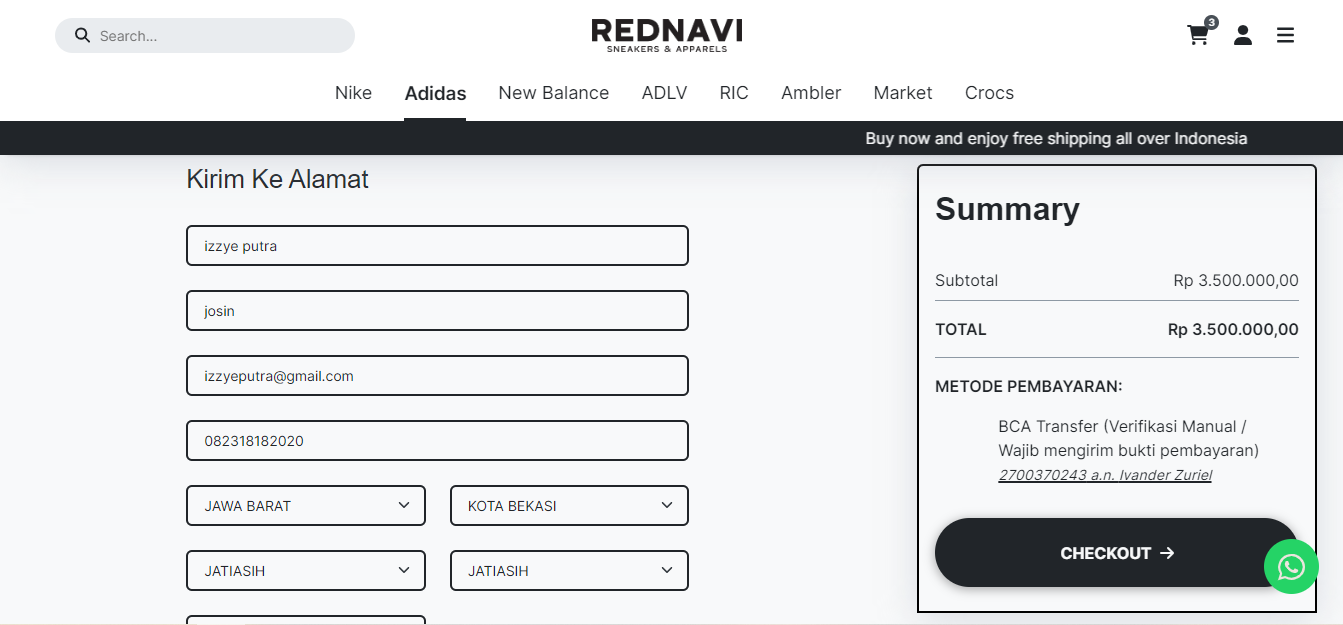 Search...
REDNAVI
SNEAKERS & APPARELS
3
Nike Adidas New Balance ADLV RIC Ambler Market Crocs
Buy now and enjoy free shipping all over Indonesia
Kirim Ke Alamat
izzye putra
josin
izzyeputra@gmail.com
082318182020
JAWA BARAT KOTA BEKASI
JATIASIH JATIASIH
Summary
Subtotal Rp 3.500.000,00
TOTAL Rp 3.500.000,00
METODE PEMBAYARAN:
BCA Transfer (Verifikasi Manual /
Wajib mengirim bukti pembayaran)
2700370243 a.n. Ivander Zuriel
CHECKOUT →